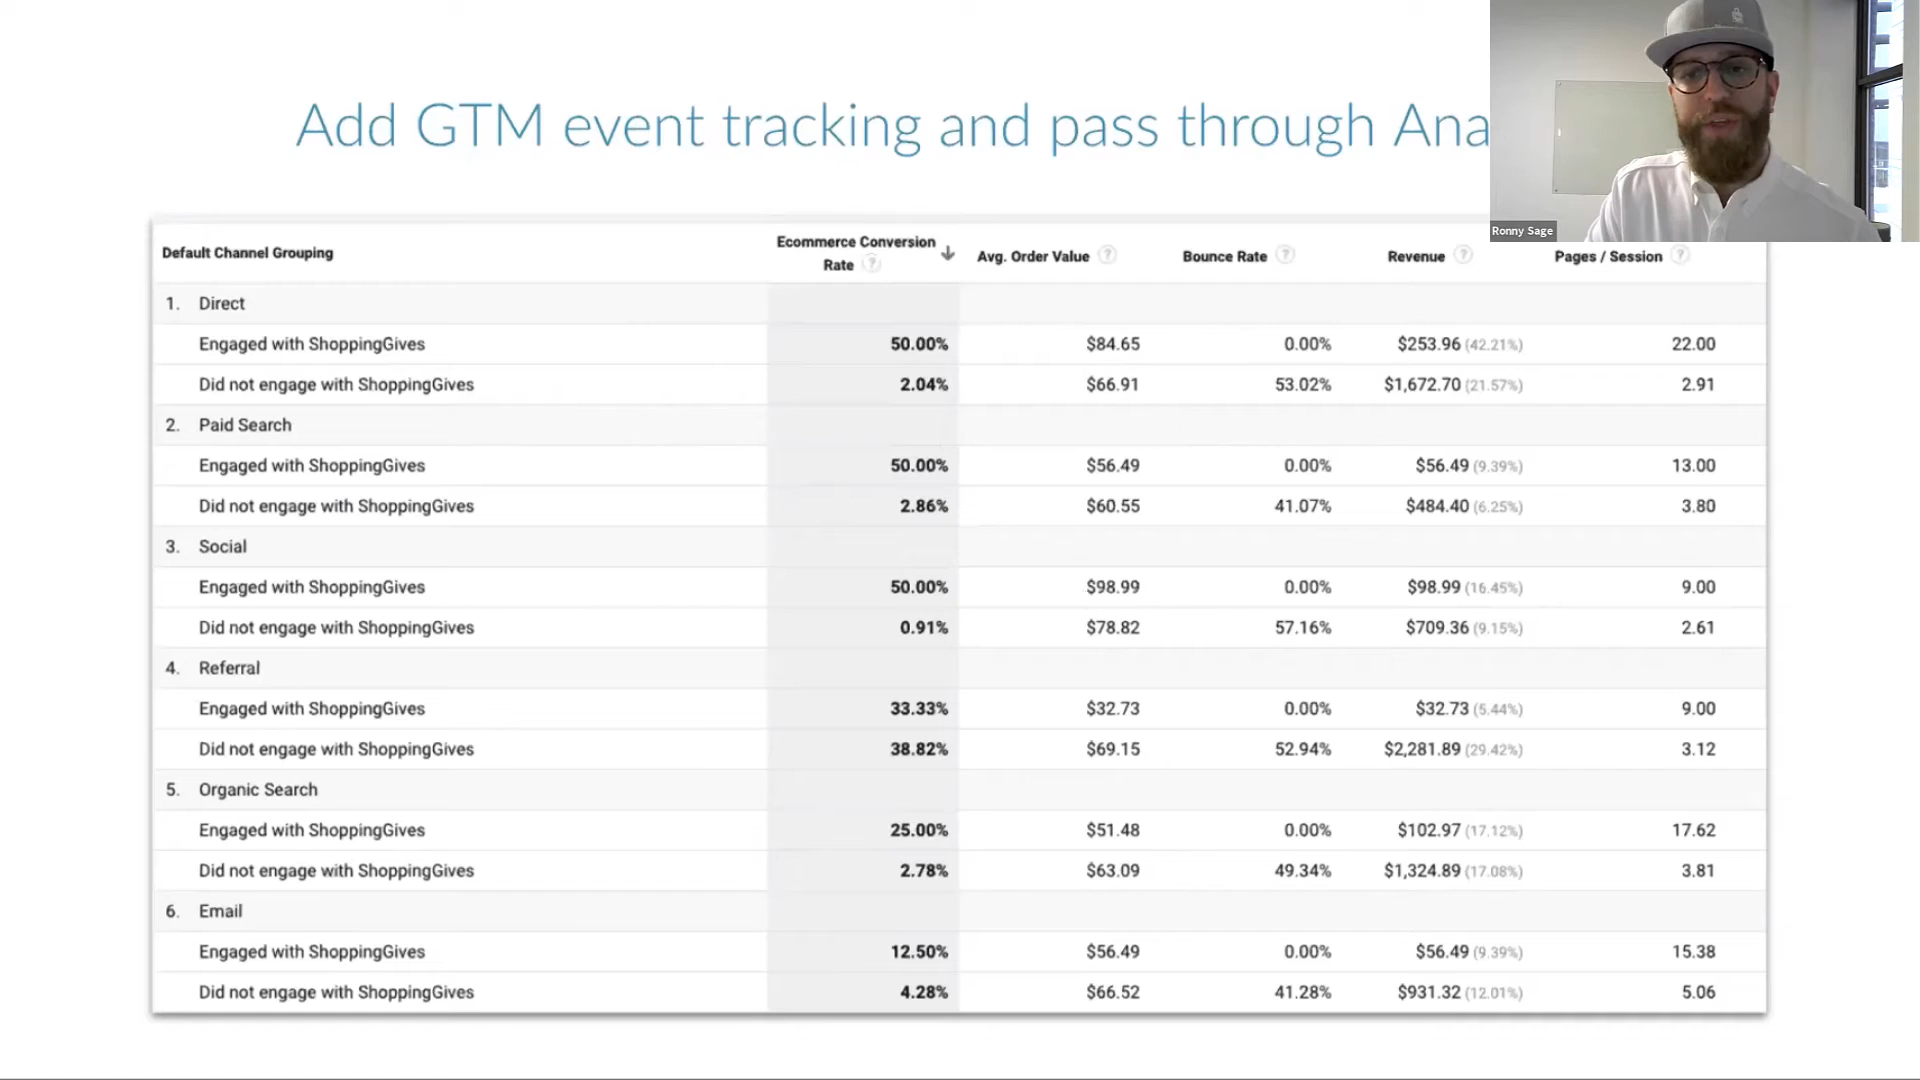 Add GTM event tracking and pass through Ana
Ronny Sage
Default Channel Grouping Ecommerce Conversion Rate ? Avg. Order Value ? Bounce Rate ? Revenue ? Pages / Session ?
1. Direct
Engaged with ShoppingGives 50.00% $84.65 0.00% $253.96 (42.21%) 22.00
Did not engage with ShoppingGives 2.04% $66.91 53.02% $1,672.70 (21.57%) 2.91
2. Paid Search
Engaged with ShoppingGives 50.00% $56.49 0.00% $56.49 (9.39%) 13.00
Did not engage with ShoppingGives 2.86% $60.55 41.07% $484.40 (6.25%) 3.80
3. Social
Engaged with ShoppingGives 50.00% $98.99 0.00% $98.99 (16.45%) 9.00
Did not engage with ShoppingGives 0.91% $78.82 57.16% $709.36 (9.15%) 2.61
4. Referral
Engaged with ShoppingGives 33.33% $32.73 0.00% $32.73 (5.44%) 9.00
Did not engage with ShoppingGives 38.82% $69.15 52.94% $2,281.89 (29.42%) 3.12
5. Organic Search
Engaged with ShoppingGives 25.00% $51.48 0.00% $102.97 (17.12%) 17.62
Did not engage with ShoppingGives 2.78% $63.09 49.34% $1,324.89 (17.08%) 3.81
6. Email
Engaged with ShoppingGives 12.50% $56.49 0.00% $56.49 (9.39%) 15.38
Did not engage with ShoppingGives 4.28% $66.52 41.28% $931.32 (12.01%) 5.06